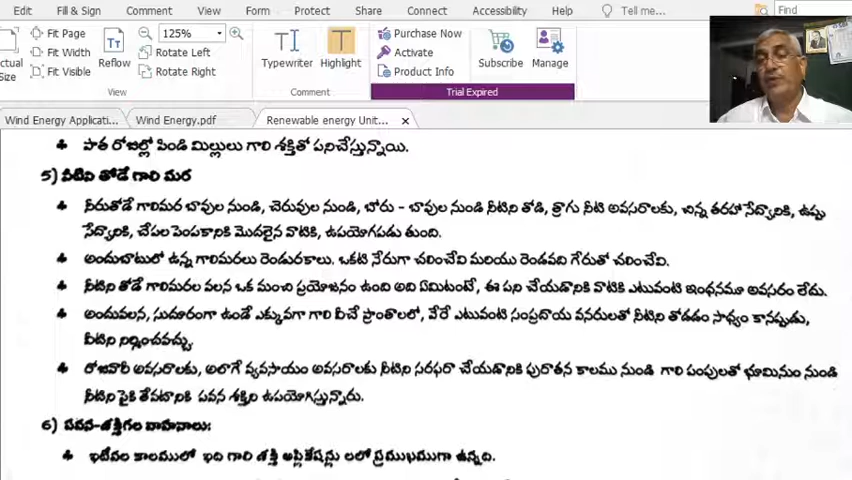 Edit Fill & Sign Comment View Form Protect Share Connect Accessibility Help Tell me... Find
ctual Size Fit Page Fit Width Fit Visible Reflow 125% Rotate Left Rotate Right Typewriter Highlight Purchase Now Activate Product Info Subscribe Manage
View Comment Trial Expired
Wind Energy Applicati... Wind Energy.pdf Renewable energy Unit...
పాత రోజుల్లో పిండి మిల్లులు గాలి శక్తితో పనిచేస్తున్నాయి.
5) నీటిని తోడే గాలి మర
నీరుతోడే గాలిమర బావుల నుండి, చెరువుల నుండి, బోరు - బావుల నుండి నీటిని తోడి, త్రాగు నీటి అవసరాలకు, చిన్న తరహాసేద్యానికి, ఉప్పు
సేద్యానికి, చేపల పెంపకానికి మొదలైన వాటికి, ఉపయోగపడు తుంది.
అందుబాటులో ఉన్న గాలిమరలు రెండురకాలు. ఒకటి నేరుగా చలించేవి మరియు రెండవది గేరుతో చలించేవి.
నీటిని తోడే గాలిమరల వలన ఒక మంచి ప్రయోజనం ఉంది అది ఏమిటంటే, ఈ పని చేయడానికి వాటికి ఎటువంటి ఇంధనమూ అవసరం లేదు.
అందువలన, సుదూరంగా ఉండే ఎక్కువగా గాలి వీచే ప్రాంతాలలో, వేరే ఎటువంటి సంప్రదాయ వనరులతో నీటిని తోడడం సాధ్యం కానప్పుడు,
వీటిని నిర్మించవచ్చు.
రోజువారీ అవసరాలకు, అలాగే వ్యవసాయం అవసరాలకు నీటిని సరఫరా చేయడానికి పురాతన కాలము నుండి గాలి పంపులతో భూమినుం నుండి
నీటిని పైకి తేవటానికి పవన శక్తిని ఉపయోగిస్తున్నారు.
6) పవన-శక్తిగల వాహనాలు:
ఇటీవల కాలములో ఇది గాలి శక్తి అప్లికేషన్లు లలో ప్రముఖముగా ఉన్నది.